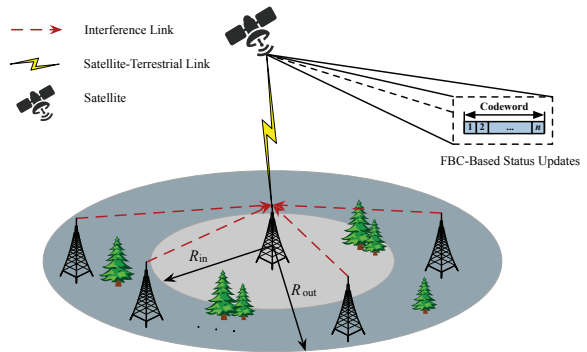 Interference Link
Satellite-Terrestrial Link
Satellite
Codeword
1 2 ... n
FBC-Based Status Updates
R_in
R_out
. . .